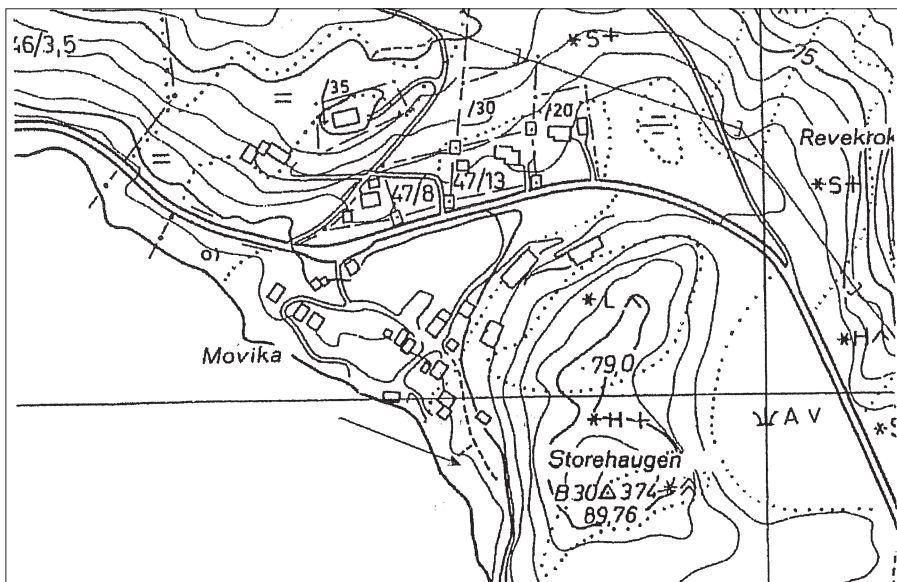 46/3,5
/35
/30
/20
75
S+
Revekrok
S+
47/8
47/13
L
H
Movika
79,0
H+
A V
S
Storehaugen
B30 374
89,76